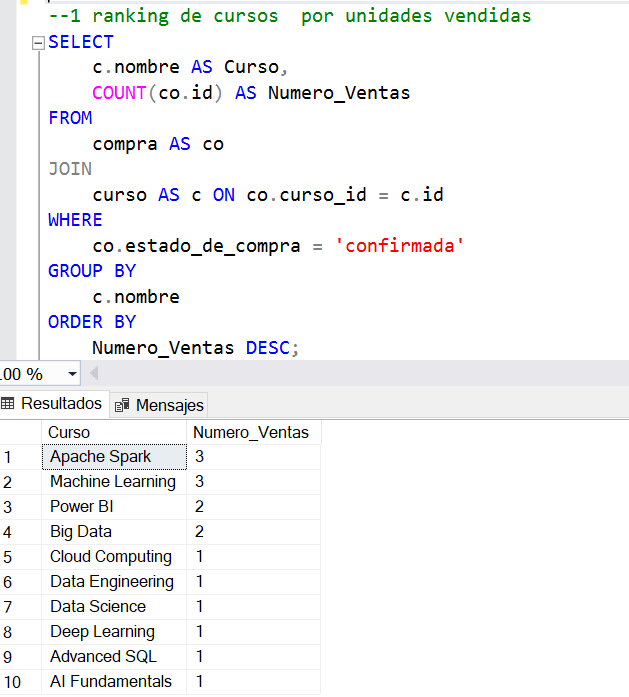 --1 ranking de cursos  por unidades vendidas
SELECT
    c.nombre AS Curso,
    COUNT(co.id) AS Numero_Ventas
FROM
    compra AS co
JOIN
    curso AS c ON co.curso_id = c.id
WHERE
    co.estado_de_compra = 'confirmada'
GROUP BY
    c.nombre
ORDER BY
    Numero_Ventas DESC;
.00 %
Resultados Mensajes
Curso Numero_Ventas
1 Apache Spark 3
2 Machine Learning 3
3 Power BI 2
4 Big Data 2
5 Cloud Computing 1
6 Data Engineering 1
7 Data Science 1
8 Deep Learning 1
9 Advanced SQL 1
10 AI Fundamentals 1